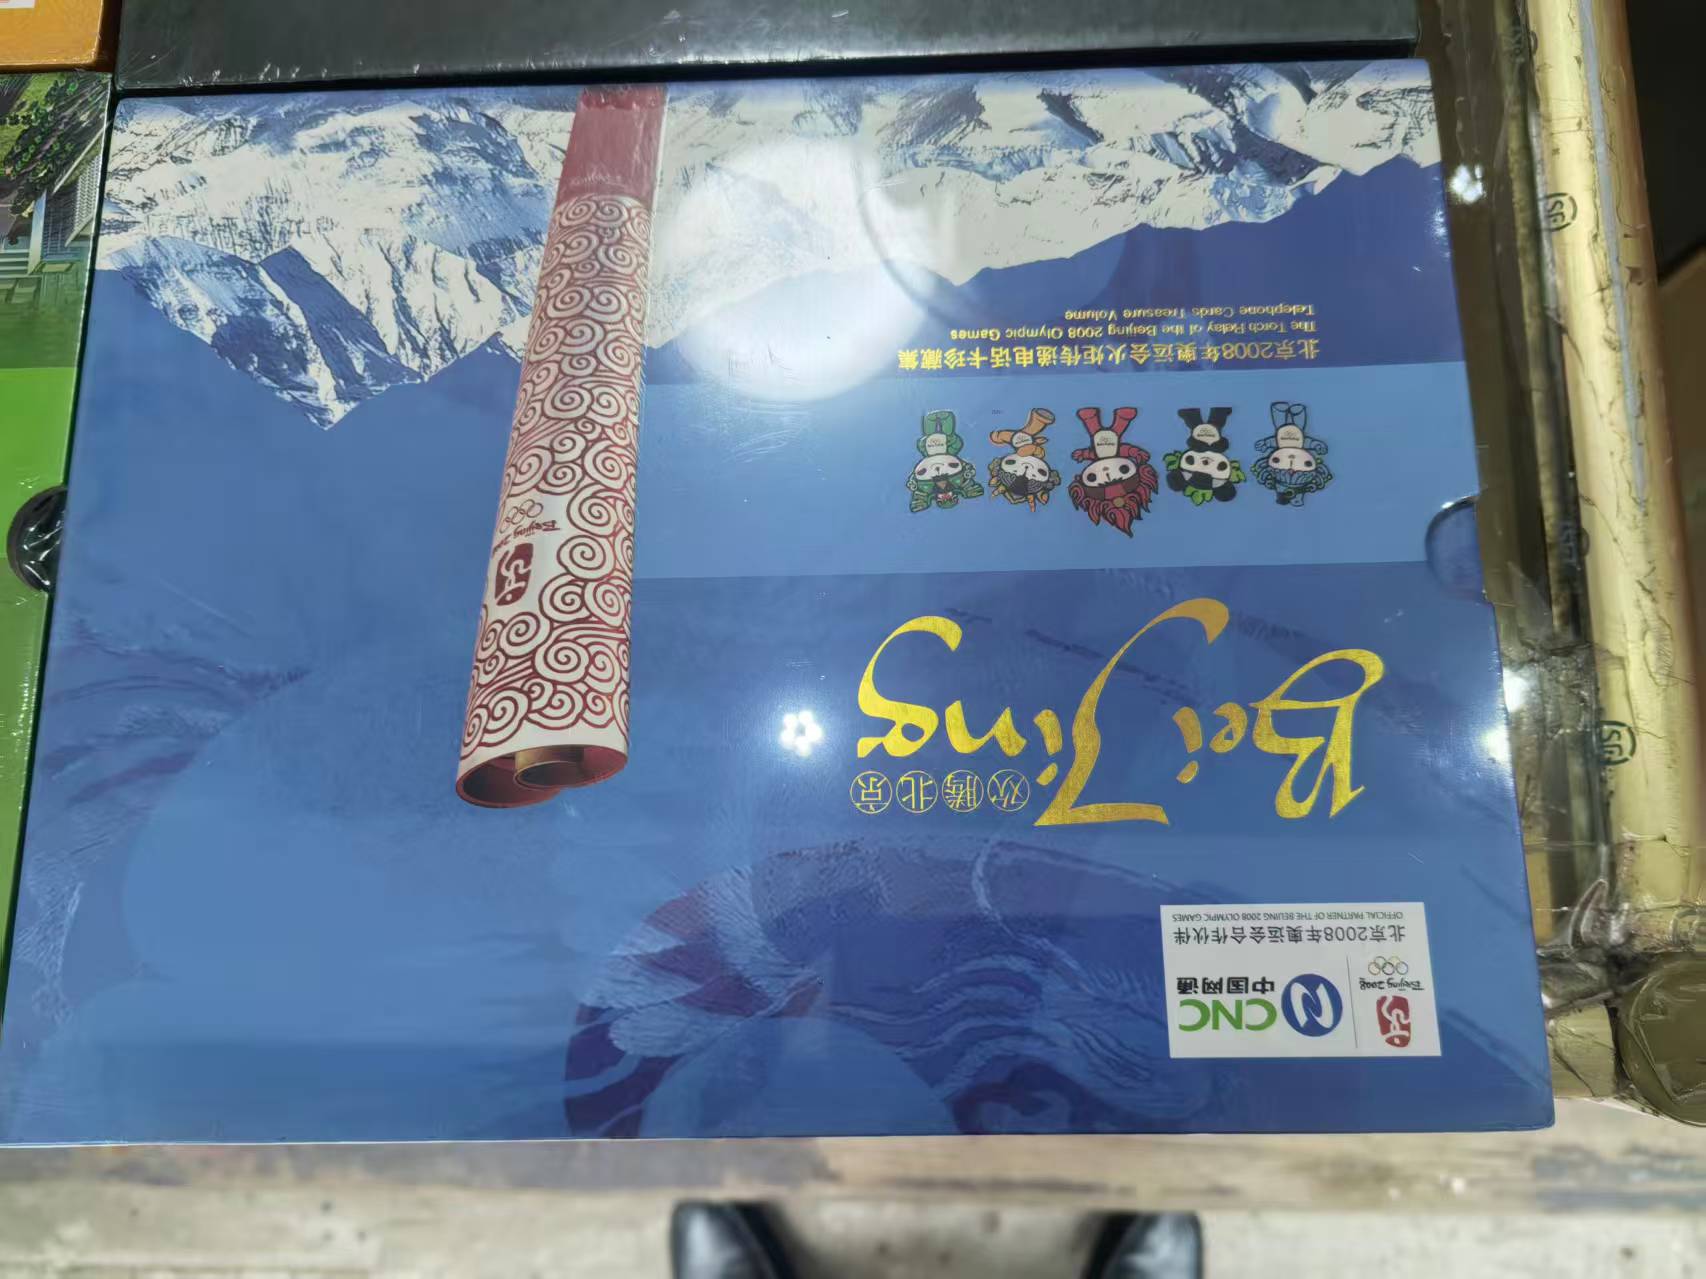 Beijing 2008
CNC
中国网通
北京2008年奥运会合作伙伴
OFFICIAL PARTNER OF THE BEIJING 2008 OLYMPIC GAMES
BeiJing
欢腾北京
北京2008年奥运会火炬传递电话卡珍藏集
The Torch Relay of the Beijing 2008 Olympic Games
Telephone Cards Treasure Volume
Beijing 2008